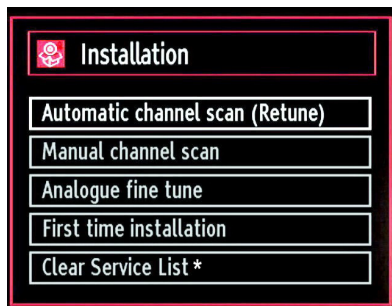 Installation
Automatic channel scan (Retune)
Manual channel scan
Analogue fine tune
First time installation
Clear Service List *